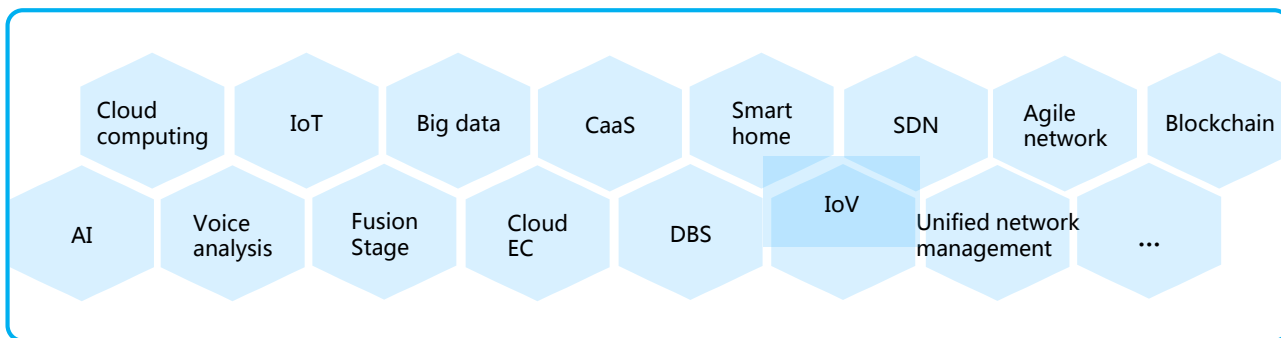 Cloud
computing
IoT
Big data
CaaS
Smart
home
SDN
Agile
network
Blockchain
AI
Voice
analysis
Fusion
Stage
Cloud
EC
DBS
IoV
Unified network
management
...